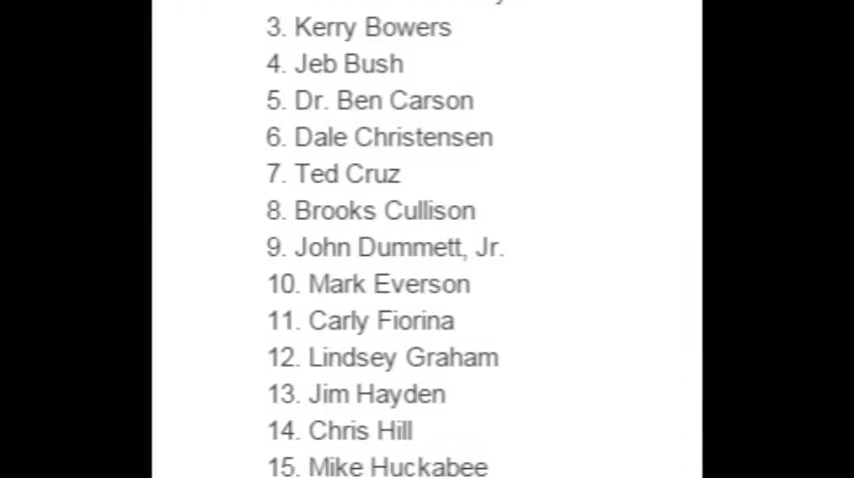 3. Kerry Bowers
4. Jeb Bush
5. Dr. Ben Carson
6. Dale Christensen
7. Ted Cruz
8. Brooks Cullison
9. John Dummett, Jr.
10. Mark Everson
11. Carly Fiorina
12. Lindsey Graham
13. Jim Hayden
14. Chris Hill
15. Mike Huckabee